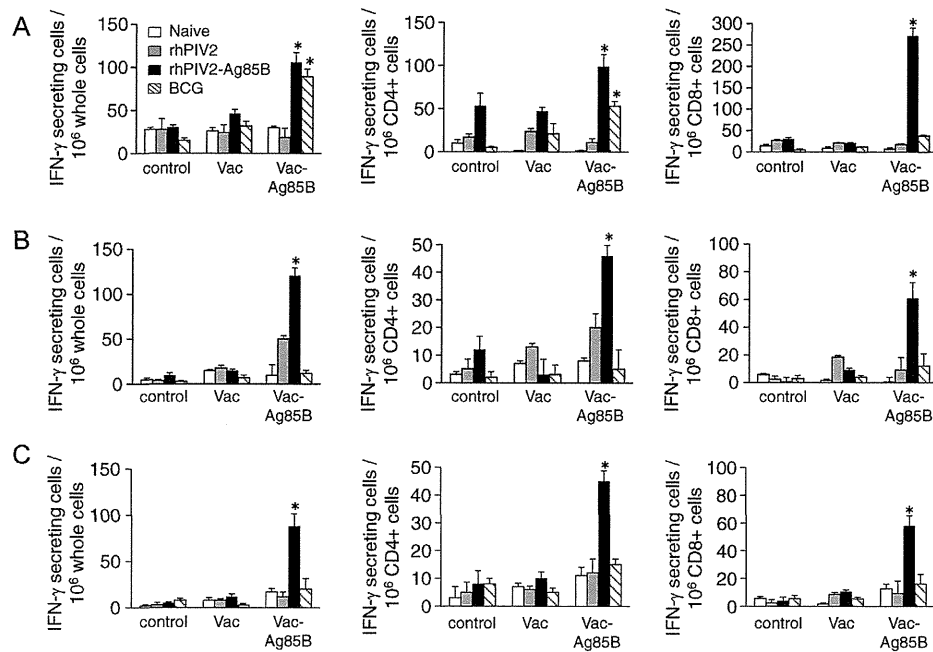 A
IFN-γ secreting cells /
10⁶ whole cells
150
100
50
0
Naive
rhPIV2
rhPIV2-Ag85B
BCG
*
*
control
Vac
Vac-
Ag85B
IFN-γ secreting cells /
10⁶ CD4+ cells
150
100
50
0
*
*
control
Vac
Vac-
Ag85B
IFN-γ secreting cells /
10⁶ CD8+ cells
300
250
200
150
100
50
0
*
control
Vac
Vac-
Ag85B
B
IFN-γ secreting cells /
10⁶ whole cells
150
100
50
0
*
control
Vac
Vac-
Ag85B
IFN-γ secreting cells /
10⁶ CD4+ cells
50
40
30
20
10
0
*
control
Vac
Vac-
Ag85B
IFN-γ secreting cells /
10⁶ CD8+ cells
80
60
40
20
0
*
control
Vac
Vac-
Ag85B
C
IFN-γ secreting cells /
10⁶ whole cells
150
100
50
0
*
control
Vac
Vac-
Ag85B
IFN-γ secreting cells /
10⁶ CD4+ cells
50
40
30
20
10
0
*
control
Vac
Vac-
Ag85B
IFN-γ secreting cells /
10⁶ CD8+ cells
100
80
60
40
20
0
*
control
Vac
Vac-
Ag85B